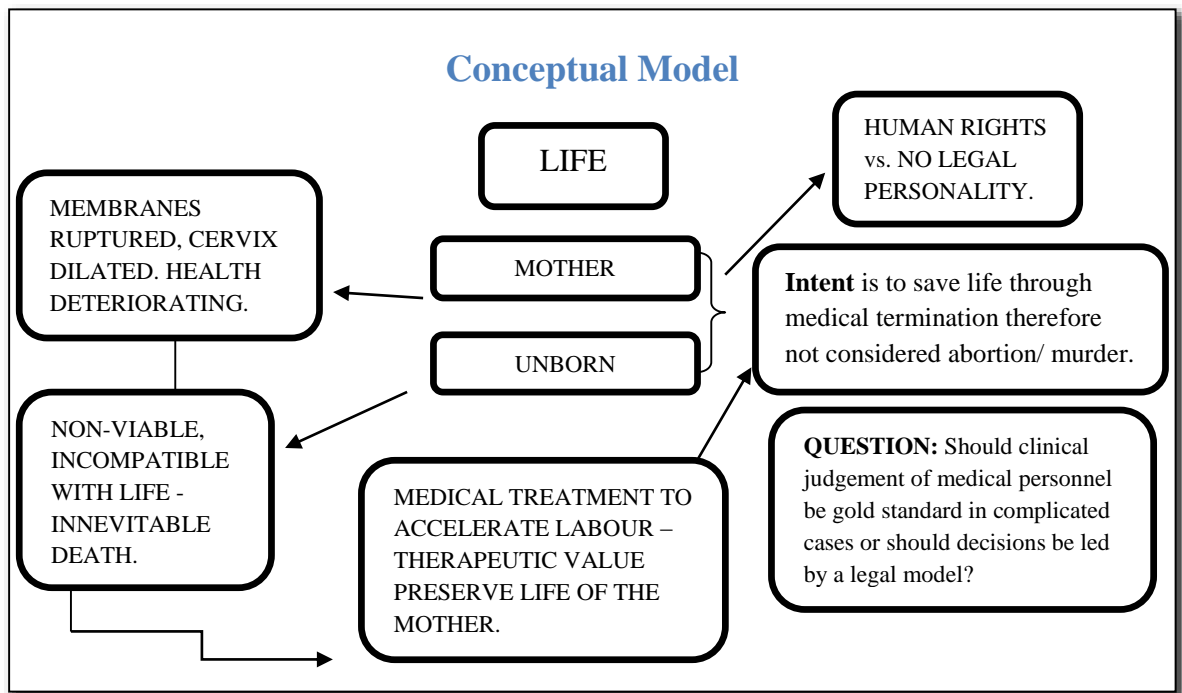 Conceptual Model
LIFE
HUMAN RIGHTS
vs. NO LEGAL
PERSONALITY.
MEMBRANES
RUPTURED, CERVIX
DILATED. HEALTH
DETERIORATING.
MOTHER
Intent is to save life through
medical termination therefore
not considered abortion/ murder.
UNBORN
NON-VIABLE,
INCOMPATIBLE
WITH LIFE -
INNEVITABLE
DEATH.
MEDICAL TREATMENT TO
ACCELERATE LABOUR –
THERAPEUTIC VALUE
PRESERVE LIFE OF THE
MOTHER.
QUESTION: Should clinical
judgement of medical personnel
be gold standard in complicated
cases or should decisions be led
by a legal model?